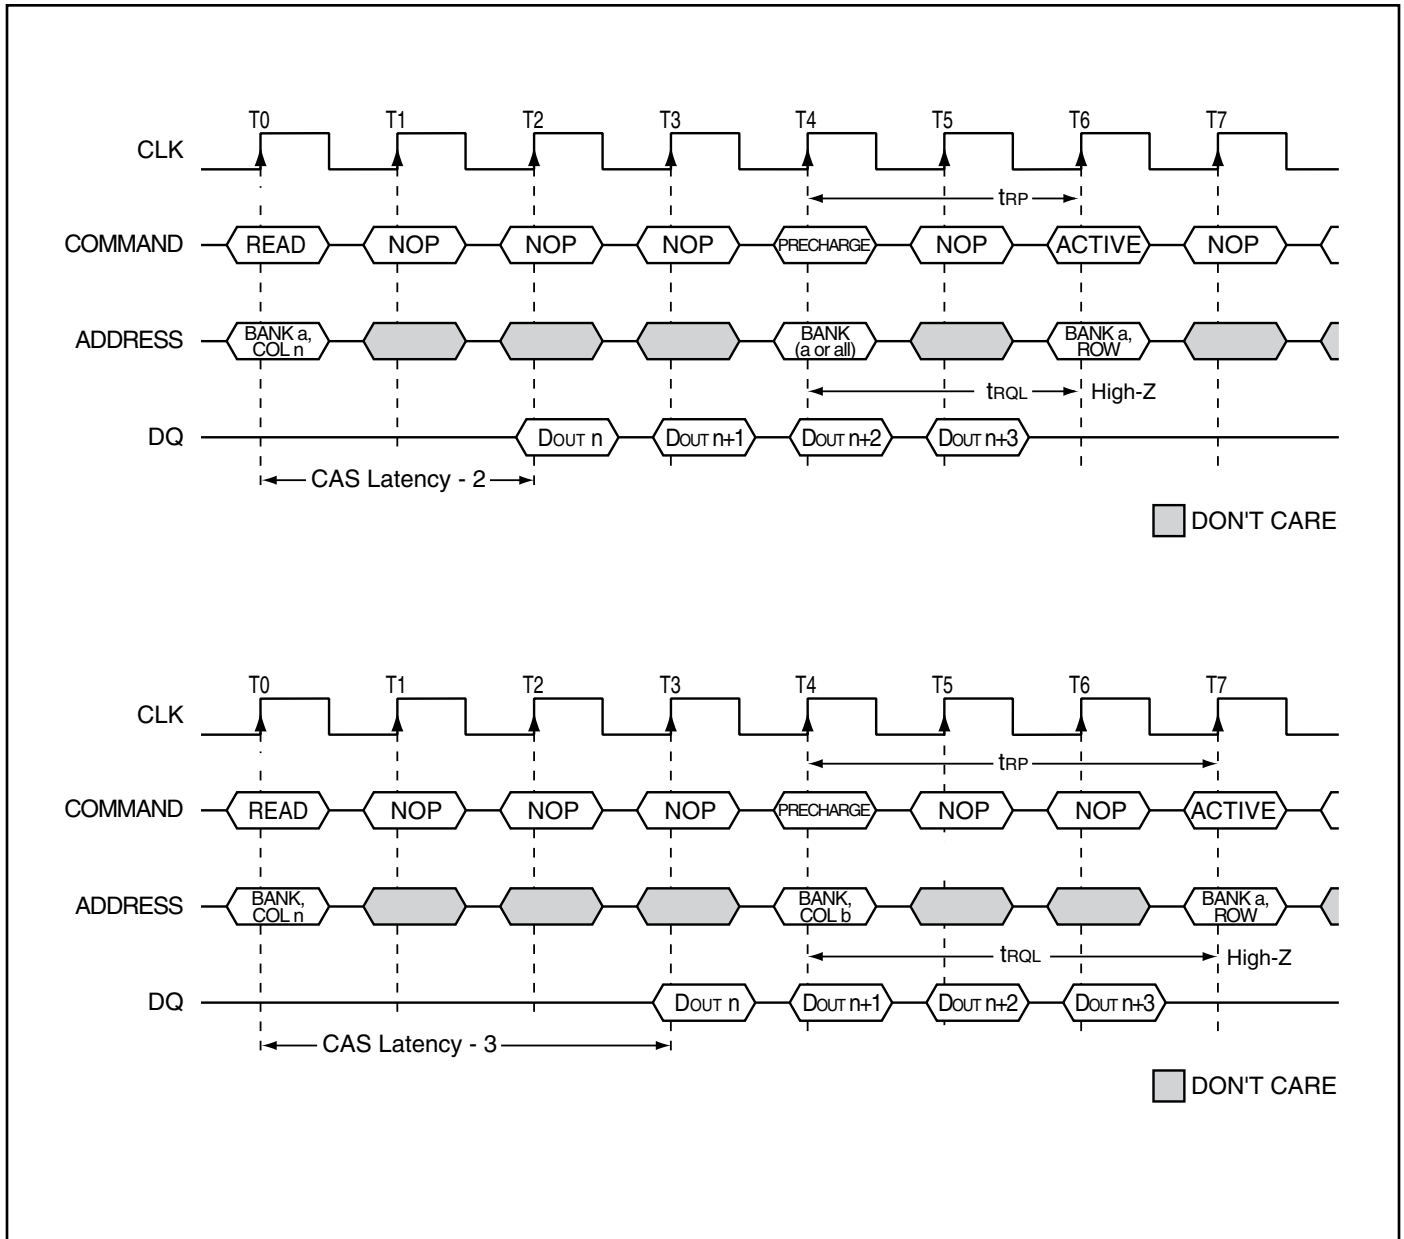 T0 T1 T2 T3 T4 T5 T6 T7
CLK
tRP
COMMAND READ NOP NOP NOP PRECHARGE NOP ACTIVE NOP
ADDRESS BANK a, COL n BANK (a or all) BANK a, ROW
tRQL High-Z
DQ DOUT n DOUT n+1 DOUT n+2 DOUT n+3
CAS Latency - 2
DON'T CARE
T0 T1 T2 T3 T4 T5 T6 T7
CLK
tRP
COMMAND READ NOP NOP NOP PRECHARGE NOP NOP ACTIVE
ADDRESS BANK, COL n BANK, COL b BANK a, ROW
tRQL High-Z
DQ DOUT n DOUT n+1 DOUT n+2 DOUT n+3
CAS Latency - 3
DON'T CARE